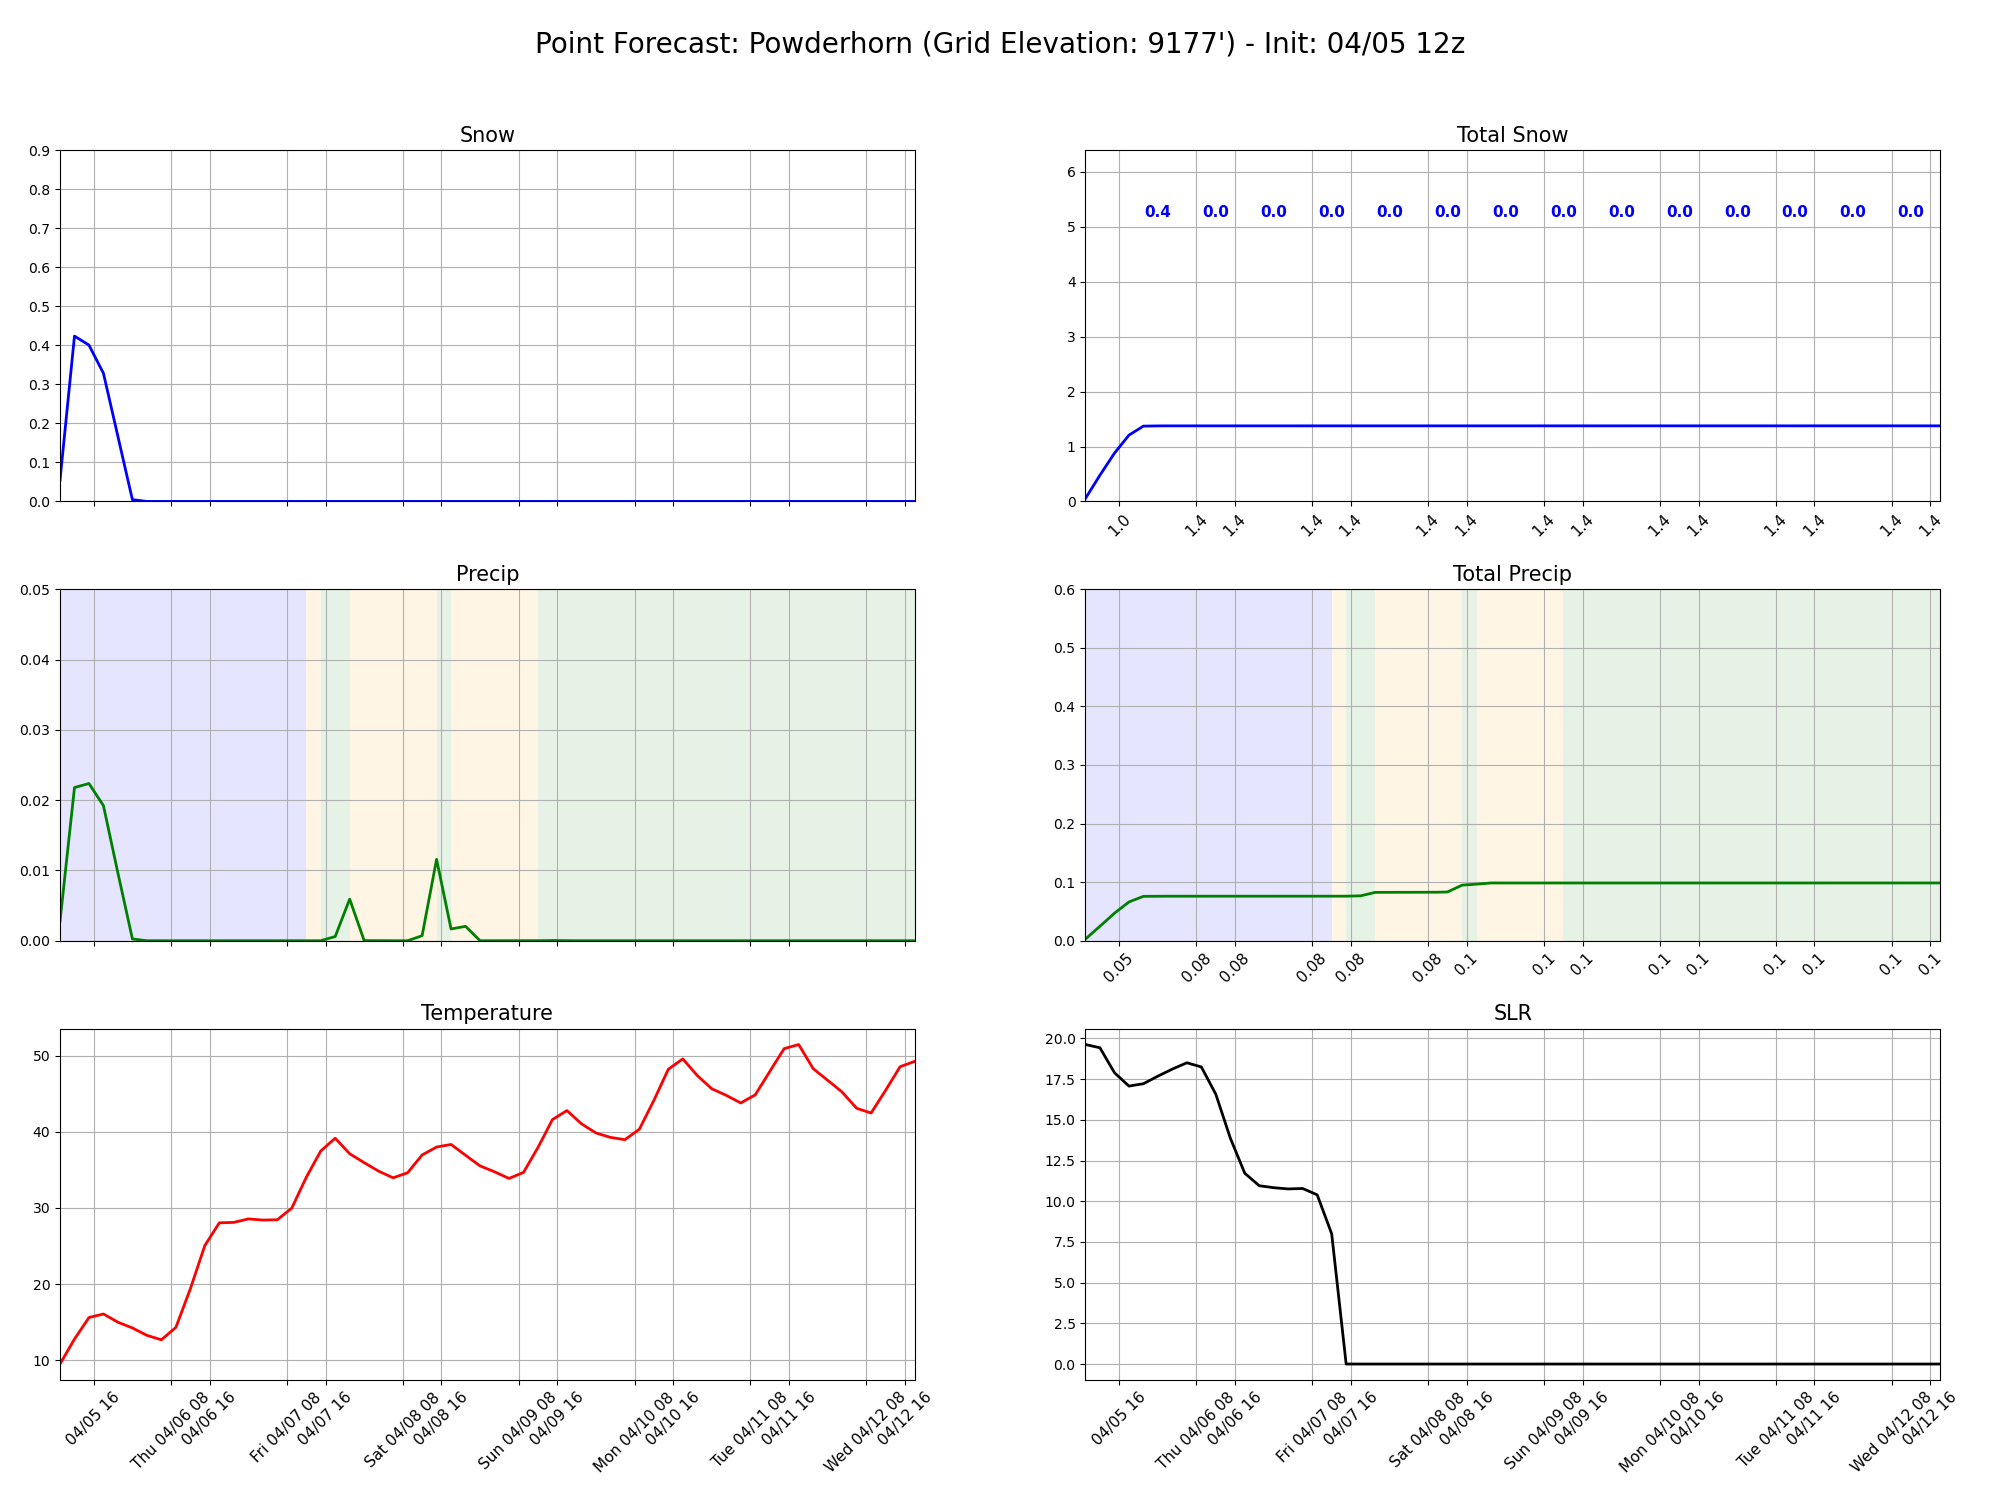 Point Forecast: Powderhorn (Grid Elevation: 9177') - Init: 04/05 12z
Snow
0.9
0.8
0.7
0.6
0.5
0.4
0.3
0.2
0.1
0.0
Total Snow
6
5
4
3
2
1
0
0.4 0.0 0.0 0.0 0.0 0.0 0.0 0.0 0.0 0.0 0.0 0.0 0.0 0.0
1.0 1.4 1.4 1.4 1.4 1.4 1.4 1.4 1.4 1.4 1.4 1.4 1.4 1.4 1.4
Precip
0.05
0.04
0.03
0.02
0.01
0.00
Total Precip
0.6
0.5
0.4
0.3
0.2
0.1
0.0
0.05 0.08 0.08 0.08 0.08 0.08 0.1 0.1 0.1 0.1 0.1 0.1 0.1 0.1 0.1
Temperature
50
40
30
20
10
04/05 16
Thu 04/06 08
04/06 16
Fri 04/07 08
04/07 16
Sat 04/08 08
04/08 16
Sun 04/09 08
04/09 16
Mon 04/10 08
04/10 16
Tue 04/11 08
04/11 16
Wed 04/12 08
04/12 16
SLR
20.0
17.5
15.0
12.5
10.0
7.5
5.0
2.5
0.0
04/05 16
Thu 04/06 08
04/06 16
Fri 04/07 08
04/07 16
Sat 04/08 08
04/08 16
Sun 04/09 08
04/09 16
Mon 04/10 08
04/10 16
Tue 04/11 08
04/11 16
Wed 04/12 08
04/12 16